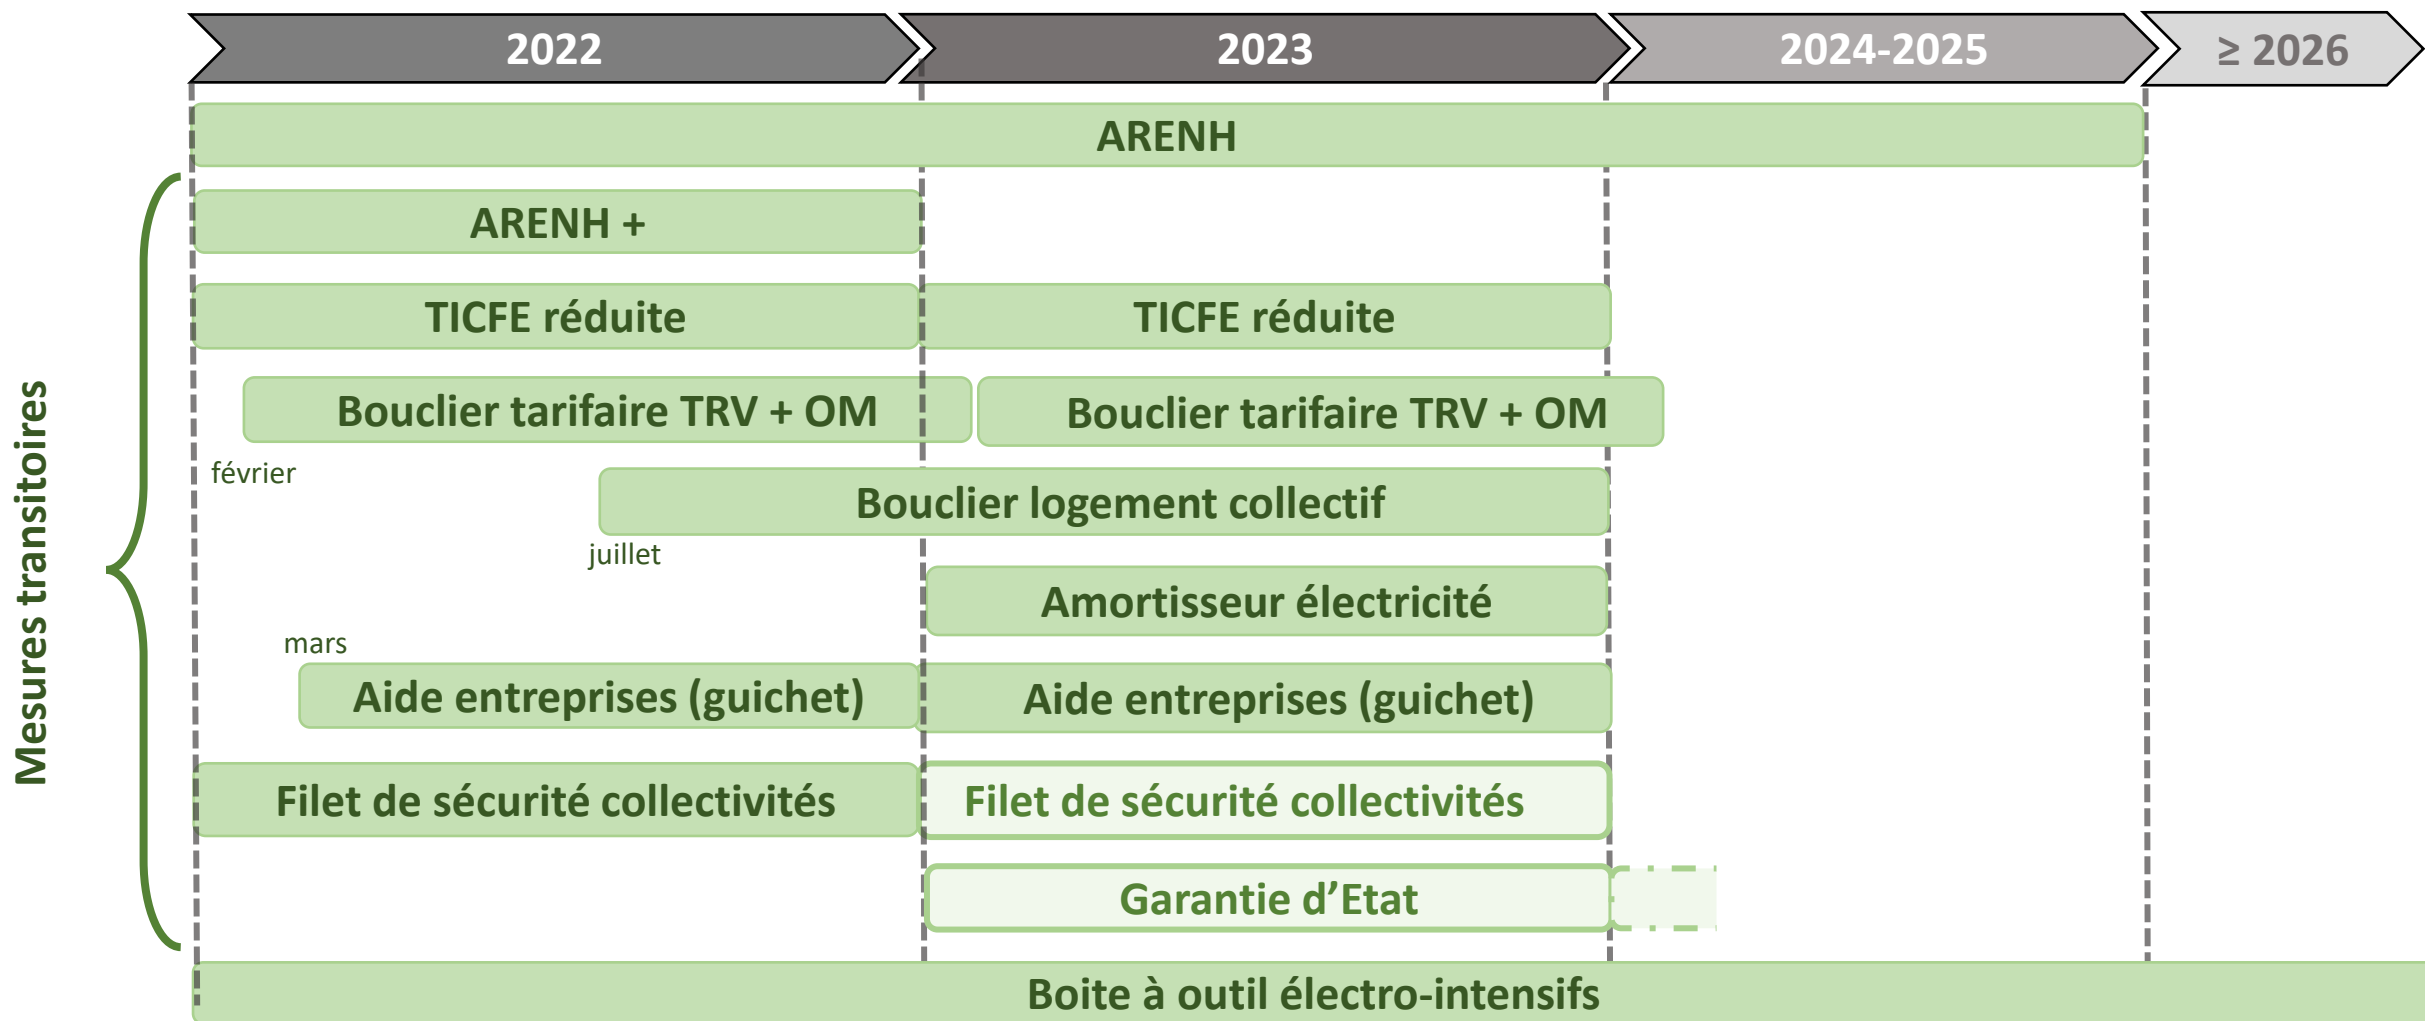 2022
2023
2024-2025
≥ 2026
ARENH
Mesures transitoires
ARENH +
TICFE réduite
TICFE réduite
Bouclier tarifaire TRV + OM
Bouclier tarifaire TRV + OM
février
Bouclier logement collectif
juillet
Amortisseur électricité
mars
Aide entreprises (guichet)
Aide entreprises (guichet)
Filet de sécurité collectivités
Filet de sécurité collectivités
Garantie d’Etat
Boite à outil électro-intensifs